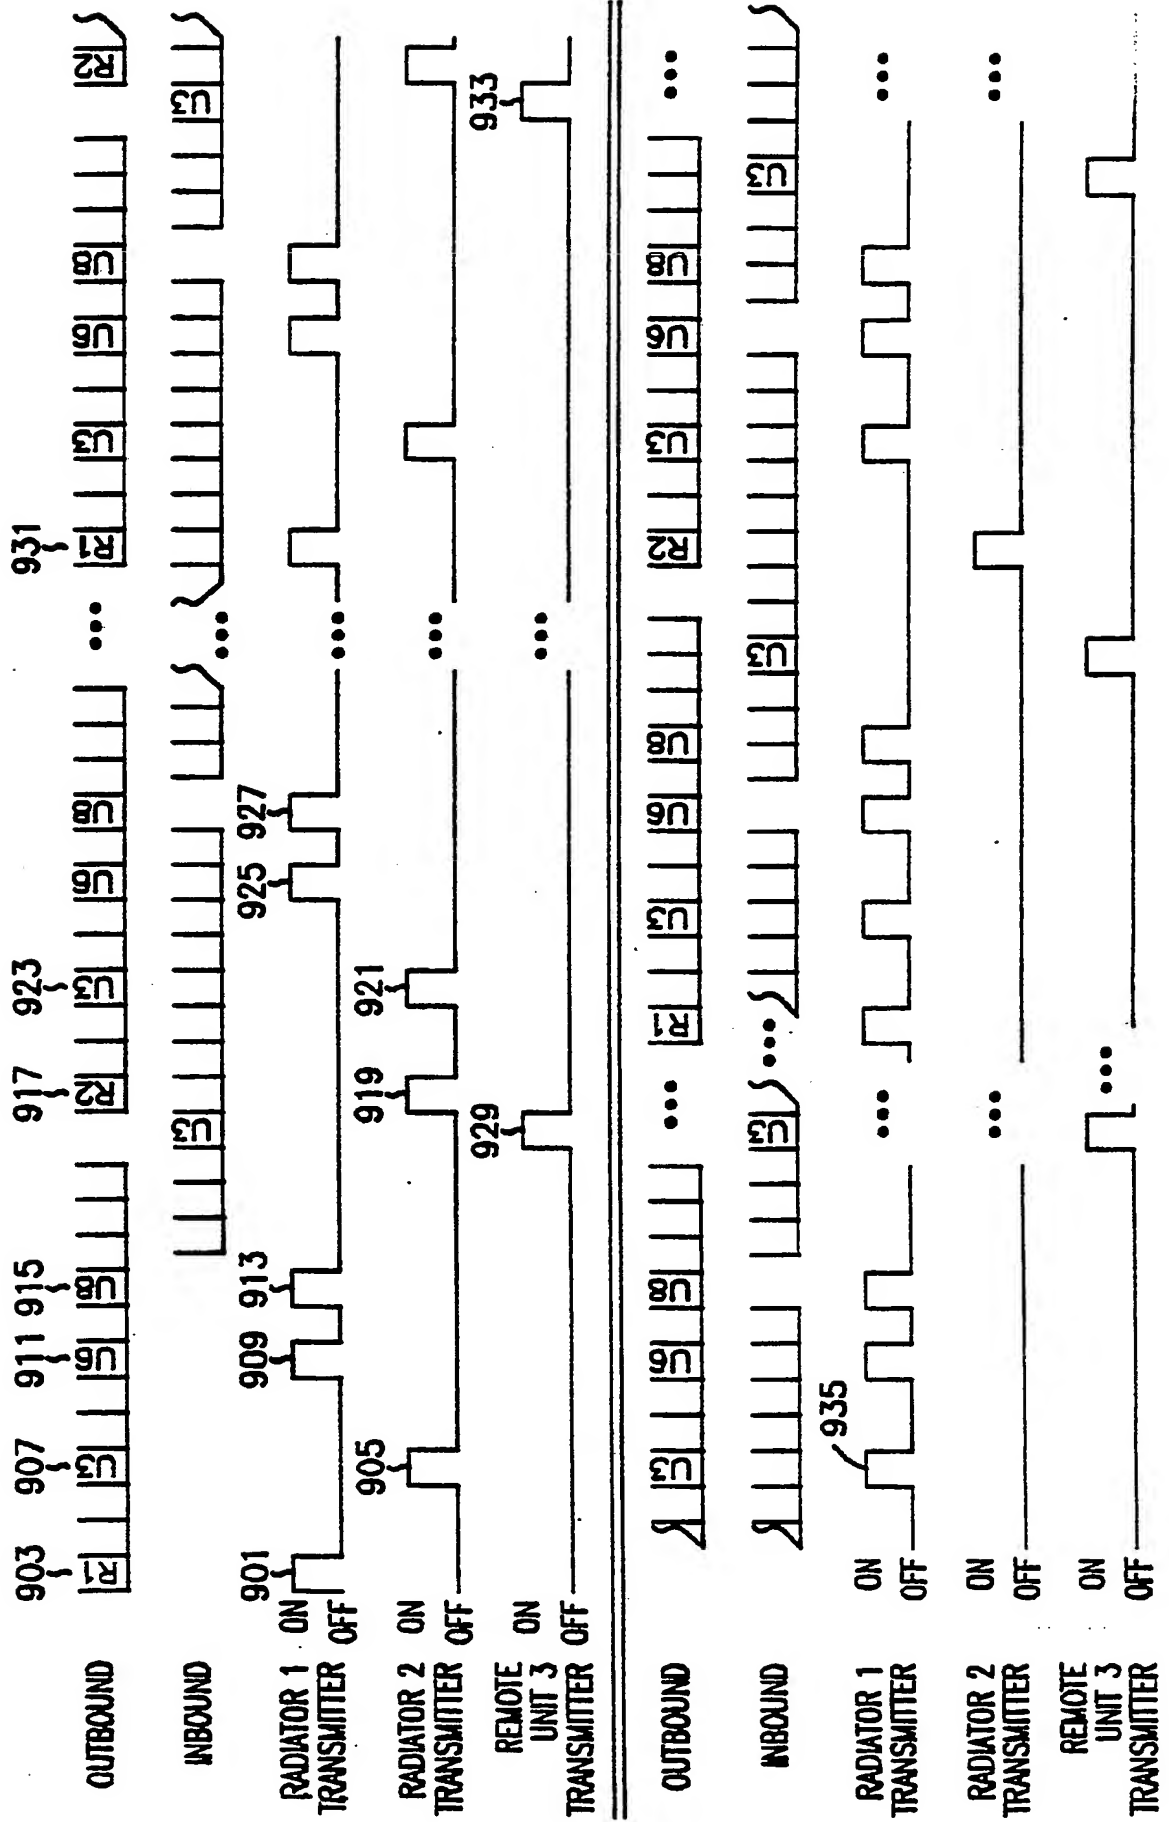 903 907 911 915 917 923 931
OUTBOUND R1 U3 U6 U8 R2 U3 U6 U8 ••• R1 U3 U6 U8 R2
INBOUND U3 ••• U3
901 909 913 925 927
RADIATOR 1 ON
TRANSMITTER OFF •••
905 919 921
RADIATOR 2 ON
TRANSMITTER OFF •••
929 933
REMOTE ON
UNIT 3
TRANSMITTER OFF •••
OUTBOUND U3 U6 U8 ••• R1 U3 U6 U8 R2 U3 U6 U8 •••
INBOUND U3 ••• U3 U3
935
RADIATOR 1 ON
TRANSMITTER OFF ••• •••
RADIATOR 2 ON
TRANSMITTER OFF ••• •••
REMOTE ON
UNIT 3
TRANSMITTER OFF •••